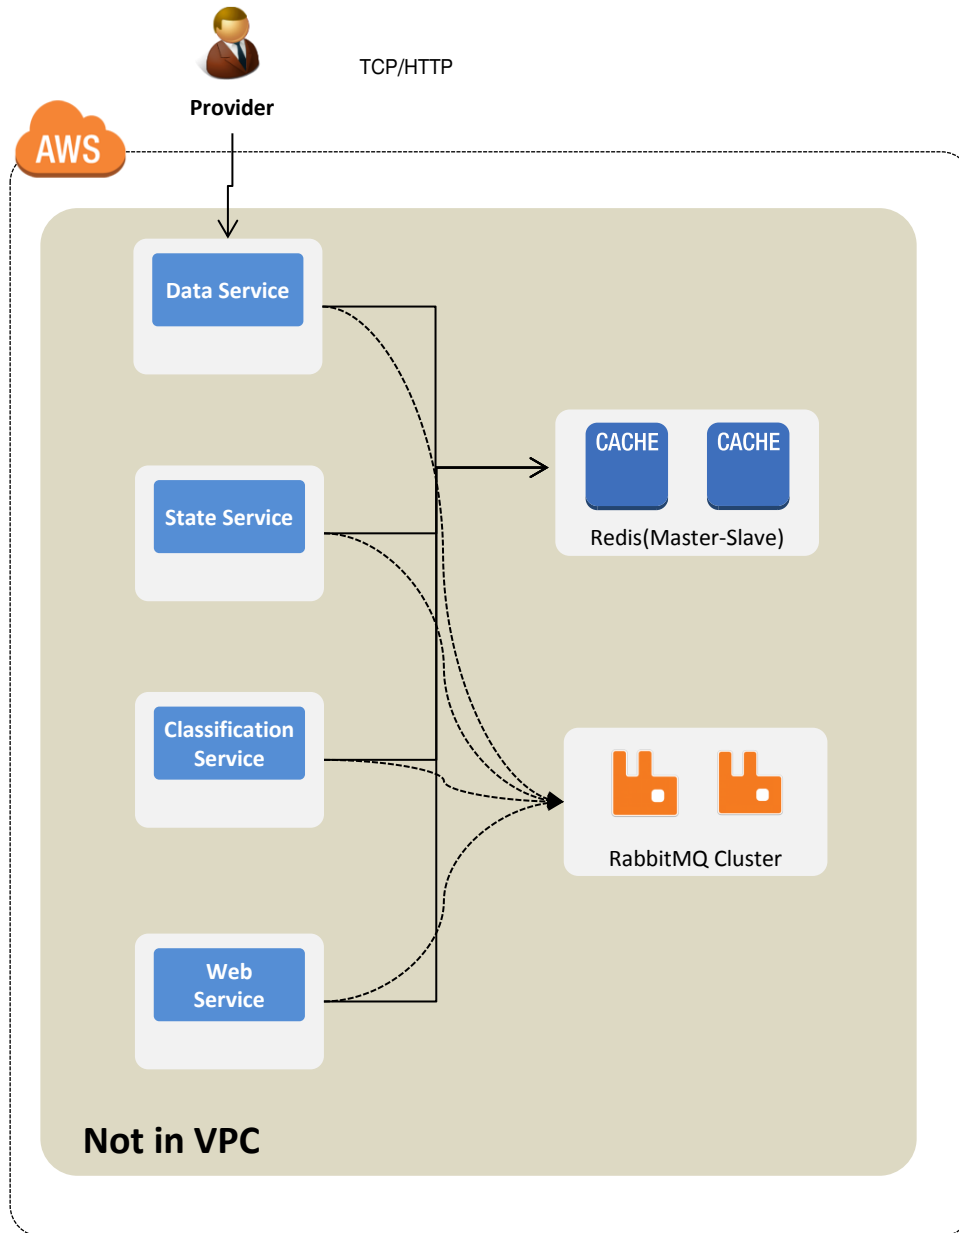 TCP/HTTP
Provider
AWS
Data Service
CACHE CACHE
Redis(Master-Slave)
State Service
Classification
Service
RabbitMQ Cluster
Web
Service
Not in VPC